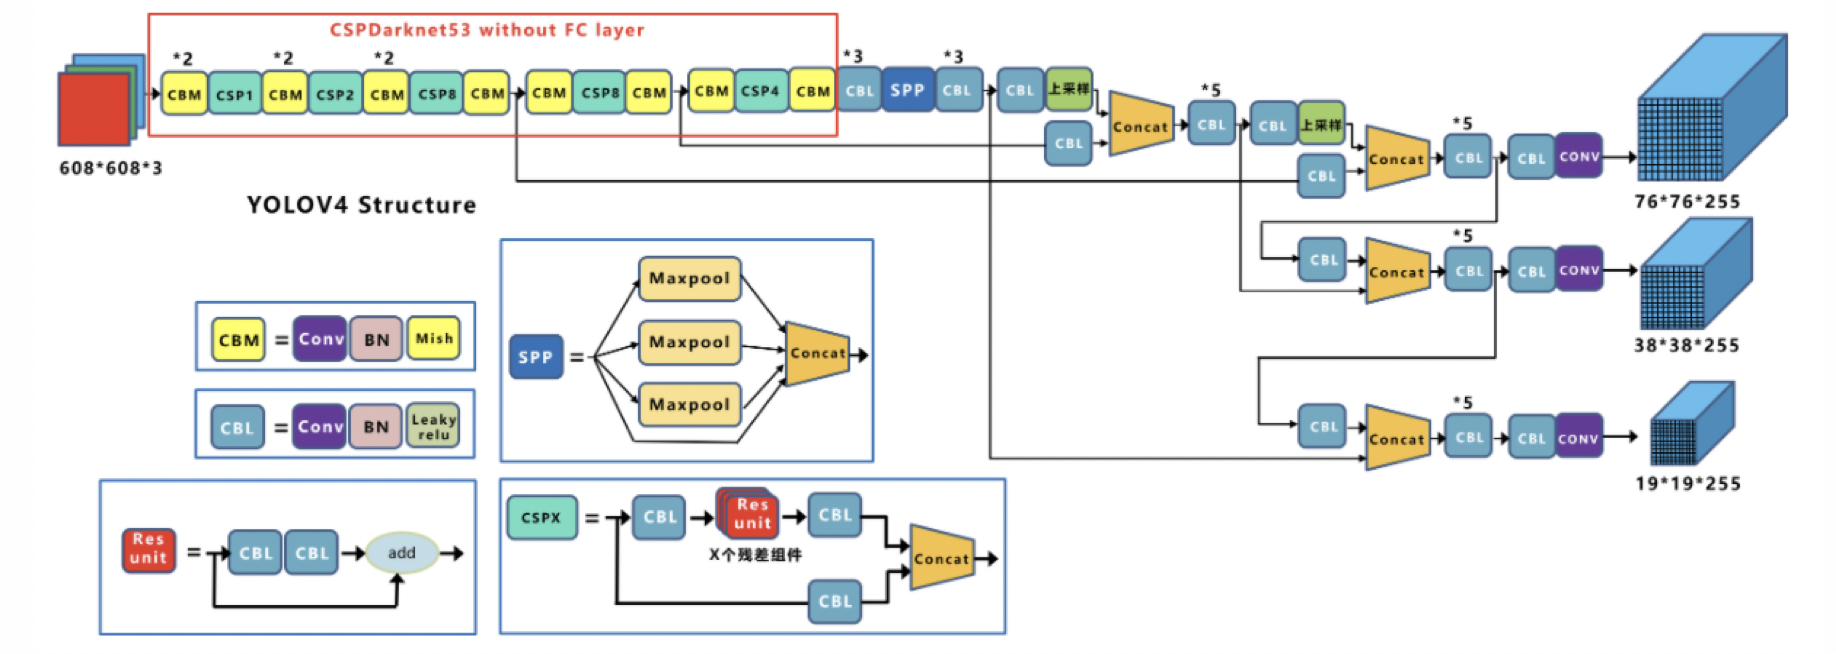 CSPDarknet53 without FC layer
*2 *2 *2 *3 *3
CBM CSP1 CBM CSP2 CBM CSP8 CBM CBM CSP8 CBM CBM CSP4 CBM CBL SPP CBL CBL 上采样
*5
Concat CBL CBL 上采样
*5
CBL
Concat CBL CBL CONV
CBL
608*608*3
76*76*255
YOLOV4 Structure
*5
CBL Concat CBL CBL CONV
38*38*255
*5
CBL Concat CBL CBL CONV
19*19*255
CBM = Conv BN Mish
CBL = Conv BN Leaky relu
SPP =
Maxpool
Maxpool
Maxpool
Concat
Res unit = CBL CBL add
CSPX = CBL Res unit CBL
X个残差组件
CBL
Concat